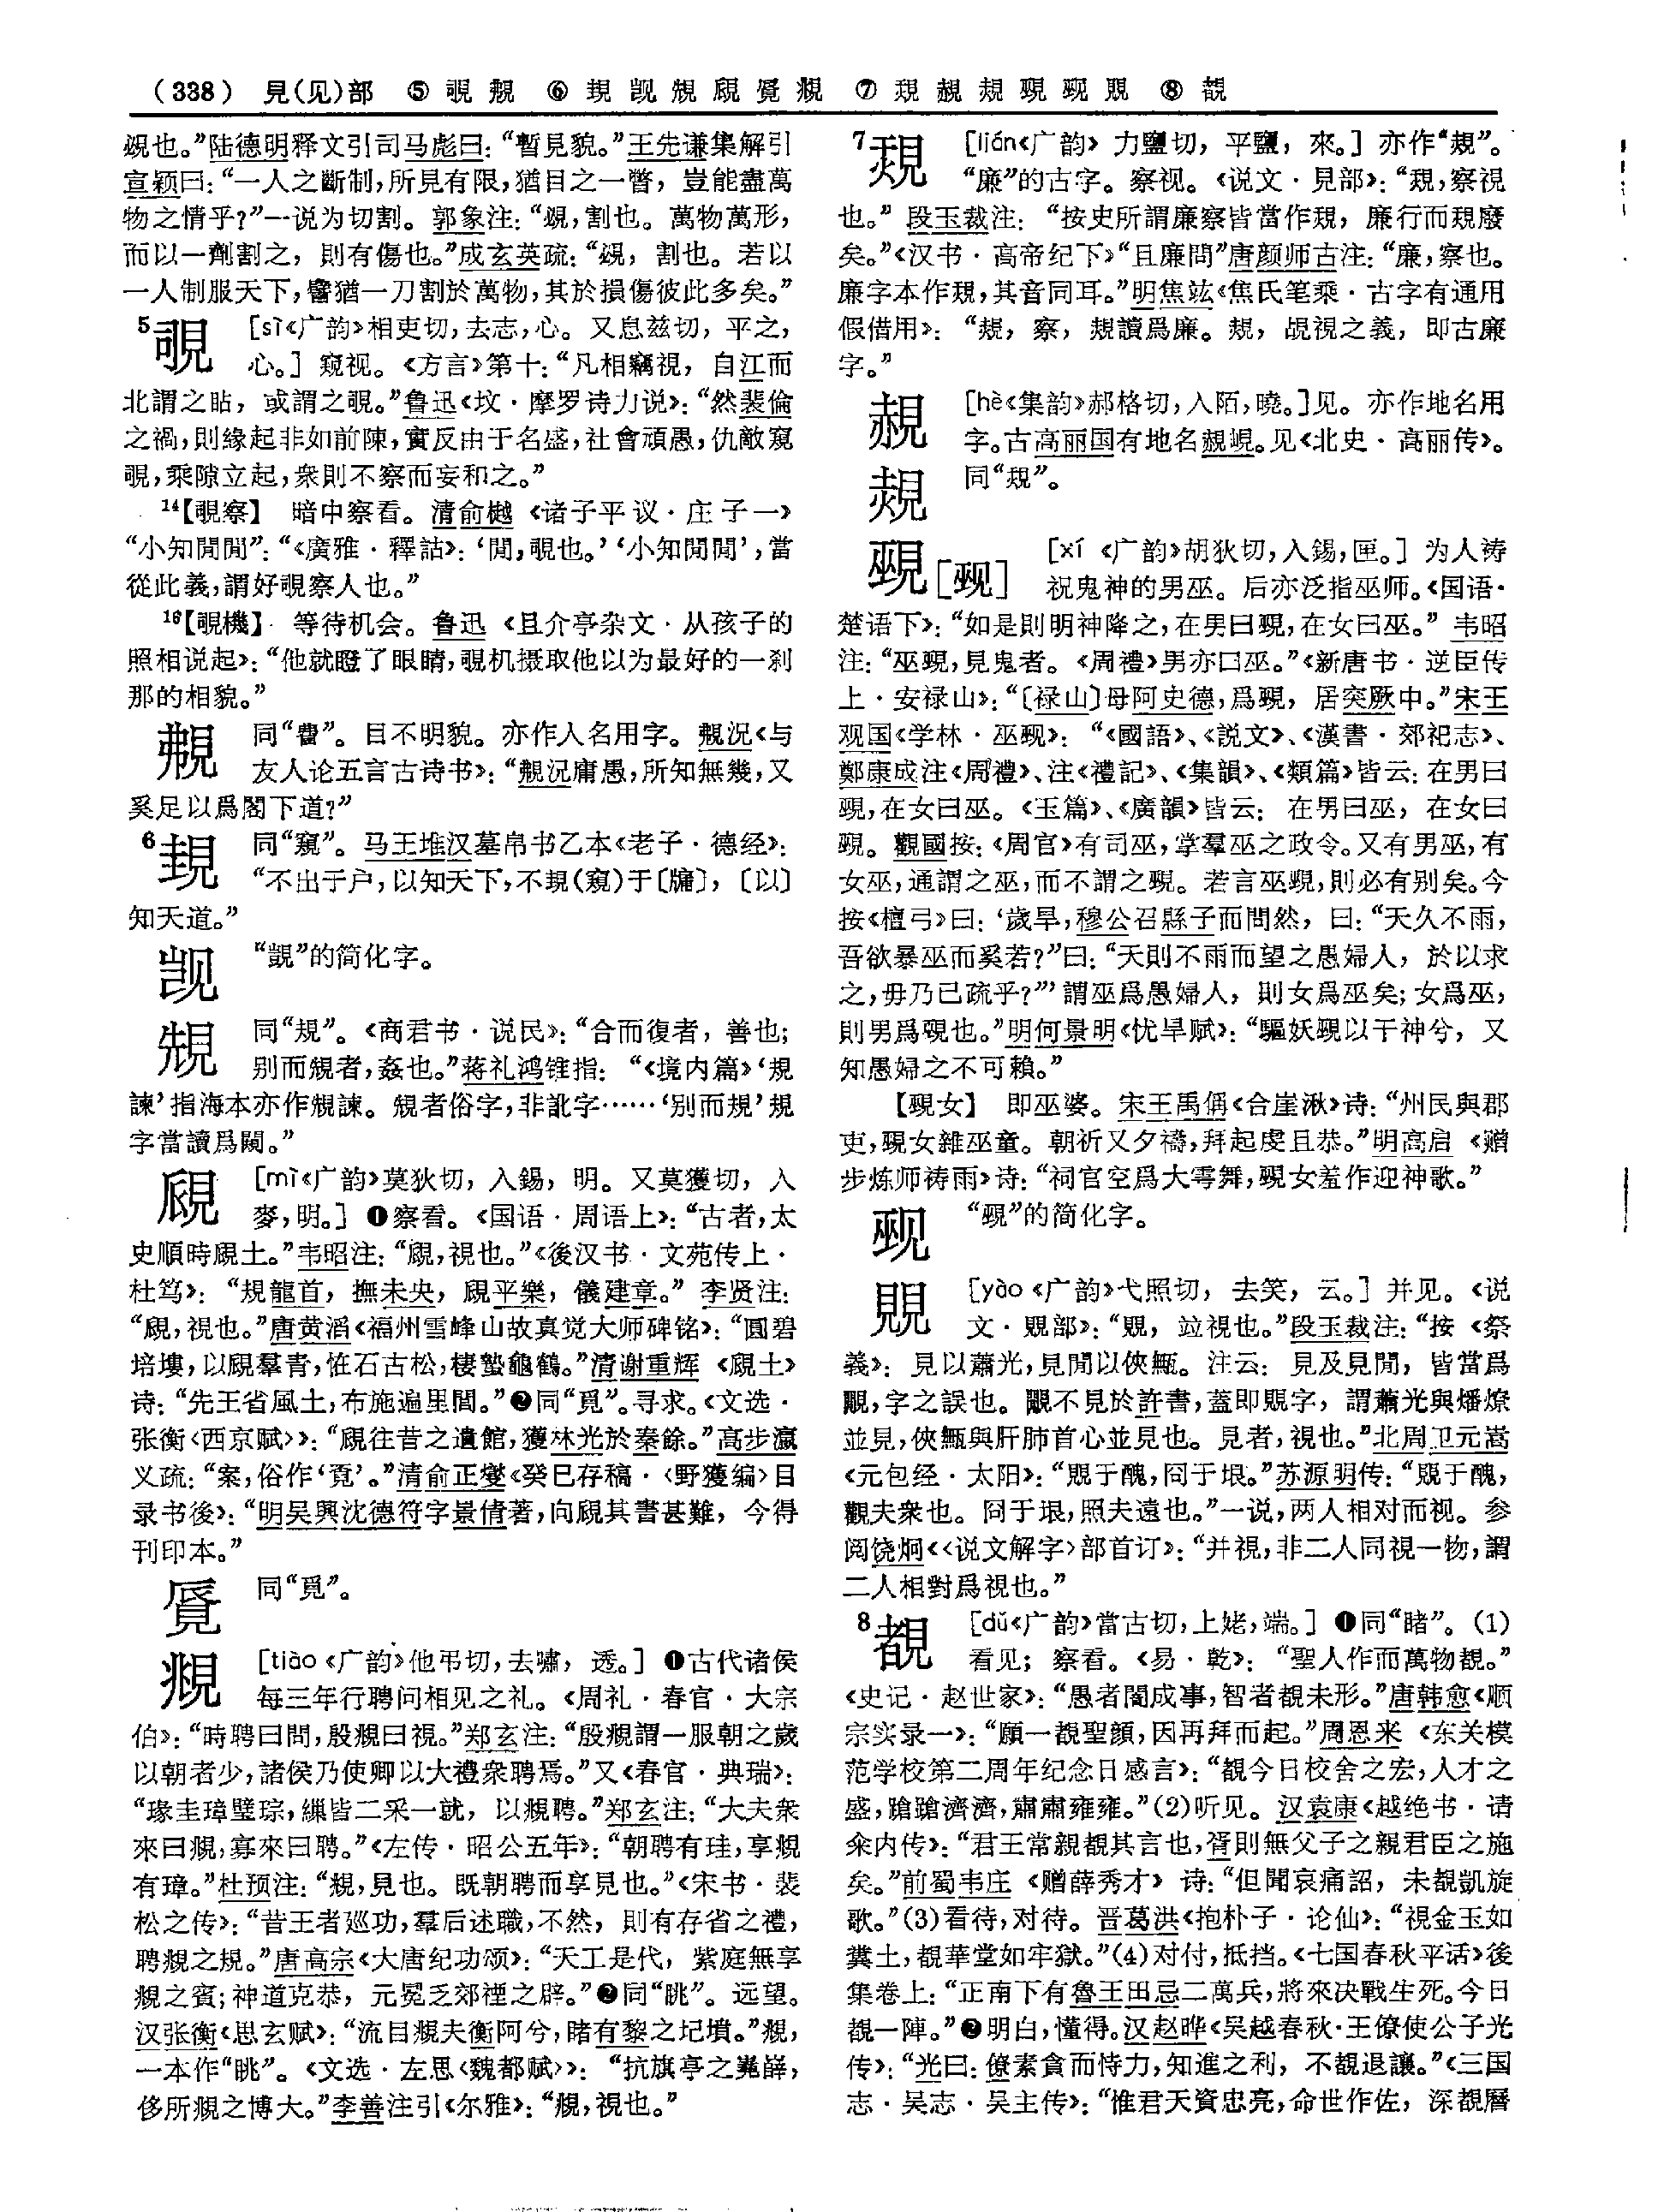 （338） 見(见)部 ⑤ 覗 䙟 ⑥ 䙷 觊 覙 覛 覓 覜 ⑦ 覝 䙹 覡 觋 覞 ⑧ 覩
覕也。”陆德明释文引司马彪曰：“暫見貌。”王先谦集解引
宣颖曰：“一人之斷制，所見有限，猶目之一瞥，豈能盡萬
物之情乎？”一说为切割。郭象注：“覕，割也。萬物萬形，
而以一劑割之，則有傷也。”成玄英疏：“覕，割也。若以
一人制服天下，譬猶一刀割於萬物，其於損傷彼此多矣。”
5覗 [sì《广韵》相吏切，去志，心。又息兹切，平之，
心。] 窥视。《方言》第十：“凡相竊視，自江而
北謂之䀡，或謂之覗。”鲁迅《坟·摩罗诗力说》：“然裴倫
之禍，則緣起非如前陳，實反由于名盛，社會頑愚，仇敵窺
覗，乘隙立起，衆則不察而妄和之。”
14【覗察】 暗中察看。清俞樾《诸子平议·庄子一》
“小知閒閒”：“《廣雅·釋詁》：‘閒，覗也。’‘小知閒閒’，當
從此義，謂好覗察人也。”
16【覗機】 等待机会。鲁迅《且介亭杂文·从孩子的
照相说起》：“他就瞪了眼睛，覗机摄取他以为最好的一刹
那的相貌。”
同“䀟”。目不明貌。亦作人名用字。况《与
友人论五言古诗书》：“况庸愚，所知無幾，又
奚足以爲閣下道？”
6 同“窺”。马王堆汉墓帛书乙本《老子·德经》：
“不出于户，以知天下，不（窺）于〔牖〕，〔以〕
知天道。”
觊 “覬”的简化字。
同“規”。《商君书·说民》：“合而復者，善也；
别而規者，姦也。”蒋礼鸿锥指：“《境内篇》‘規
諫’指海本亦作諫。者俗字，非訛字……‘别而規’規
字當讀爲闚。”
覛 [mì《广韵》莫狄切，入錫，明。又莫獲切，入
麥，明。] ❶察看。《国语·周语上》：“古者，太
史順時覛土。”韦昭注：“覛，視也。”《後汉书·文苑传上·
杜笃》：“規龍首，撫未央，覛平樂，儀建章。”李贤注：
“覛，視也。”唐黄滔《福州雪峰山故真觉大师碑铭》：“圓碧
培塿，以覛羣青，怪石古松，棲蟄龜鶴。”清谢重辉《覛土》
诗：“先王省風土，布施遍里閭。”❷同“覓”。寻求。《文选·
张衡〈西京赋〉》：“覛往昔之遺館，獲林光於秦餘。”高步瀛
义疏：“案，俗作‘覔’。”清俞正燮《癸巳存稿·〈野獲编〉目
录书後》：“明吴興沈德符字景倩著，向覛其書甚難，今得
刊印本。”
同“覓”。
覜 [tiào《广韵》他弔切，去嘯，透。] ❶古代诸侯
每三年行聘问相见之礼。《周礼·春官·大宗
伯》：“時聘曰問，殷覜曰視。”郑玄注：“殷覜謂一服朝之歲
以朝者少，諸侯乃使卿以大禮衆聘焉。”又《春官·典瑞》：
“瑑圭璋璧琮，繅皆二采一就，以覜聘。”郑玄注：“大夫衆
來曰覜，寡來曰聘。”《左传·昭公五年》：“朝聘有珪，享覜
有璋。”杜预注：“覜，見也。既朝聘而享見也。”《宋书·裴
松之传》：“昔王者巡功，羣后述職，不然，則有存省之禮，
聘覜之規。”唐高宗《大唐纪功颂》：“天工是代，紫庭無享
覜之賓；神道克恭，元冕乏郊禋之辟。”❷同“眺”。远望。
汉张衡《思玄赋》：“流目覜夫衡阿兮，睹有黎之圮墳。”覜，
一本作“眺”。《文选·左思〈魏都赋〉》：“抗旗亭之嶤薛，
侈所覜之博大。”李善注引《尔雅》：“覜，視也。”
7覝 [lián《广韵》力鹽切，平鹽，來。] 亦作“䙺”。
“廉”的古字。察视。《说文·見部》：“覝，察視
也。”段玉裁注：“按史所謂廉察皆當作覝，廉行而覝廢
矣。”《汉书·高帝纪下》“且廉問”唐颜师古注：“廉，察也。
廉字本作覝，其音同耳。”明焦竑《焦氏笔乘·古字有通用
假借用》：“覝，察，覝讀爲廉。覝，覘視之義，即古廉
字。”
[hè《集韵》郝格切，入陌，曉。]见。亦作地名用
字。古高丽国有地名䚂峴。见《北史·高丽传》。
同“覝”。
覡[觋] [xí《广韵》胡狄切，入錫，匣。] 为人祷
祝鬼神的男巫。后亦泛指巫师。《国语·
楚语下》：“如是則明神降之，在男曰覡，在女曰巫。”韦昭
注：“巫覡，見鬼者。《周禮》男亦曰巫。”《新唐书·逆臣传
上·安禄山》：“〔禄山〕母阿史德，爲覡，居突厥中。”宋王
观国《学林·巫觋》：“《國語》、《説文》、《漢書·郊祀志》、
鄭康成注《周禮》、注《禮記》、《集韻》、《類篇》皆云：在男曰
覡，在女曰巫。《玉篇》、《廣韻》皆云：在男曰巫，在女曰
覡。觀國按：《周官》有司巫，掌羣巫之政令。又有男巫，有
女巫，通謂之巫，而不謂之覡。若言巫覡，則必有别矣。今
按《檀弓》曰：‘歲旱，穆公召縣子而問然，曰：“天久不雨，
吾欲暴巫而奚若？”曰：“天則不雨而望之愚婦人，於以求
之，毋乃已疏乎？”’謂巫爲愚婦人，則女爲巫矣；女爲巫，
則男爲覡也。”明何景明《忧旱赋》：“驅妖覡以干神兮，又
知愚婦之不可賴。”
【覡女】 即巫婆。宋王禹偁《合崖湫》诗：“州民與郡
吏，覡女雜巫童。朝祈又夕禱，拜起虔且恭。”明高启《赠
步炼师祷雨》诗：“祠官空爲大雩舞，覡女羞作迎神歌。”
觋 “覡”的简化字。
覞 [yào《广韵》弋照切，去笑，云。] 并见。《说
文·覞部》：“覞，竝視也。”段玉裁注：“按《祭
義》：見以蕭光，見閒以俠甒。注云：見及見閒，皆當爲
覸，字之誤也。覸不見於許書，蓋即覞字，謂蕭光與燔燎
並見，俠甒與肝肺首心並見也。見者，視也。”北周卫元嵩
《元包经·太阳》：“覞于醜，冏于垠。”苏源明传：“覞于醜，
觀夫衆也。冏于垠，照夫遠也。”一说，两人相对而视。参
阅饶炯《〈说文解字〉部首订》：“并視，非二人同視一物，謂
二人相對爲視也。”
8覩 [dǔ《广韵》當古切，上姥，端。] ❶同“睹”。(1)
看见；察看。《易·乾》：“聖人作而萬物覩。”
《史记·赵世家》：“愚者闇成事，智者覩未形。”唐韩愈《顺
宗实录一》：“願一覩聖顔，因再拜而起。”周恩来《东关模
范学校第二周年纪念日感言》：“覩今日校舍之宏，人才之
盛，蹌蹌濟濟，肅肅雍雍。”(2)听见。汉袁康《越绝书·请
籴内传》：“君王常親覩其言也，胥則無父子之親君臣之施
矣。”前蜀韦庄《赠薛秀才》诗：“但聞哀痛詔，未覩凱旋
歌。”(3)看待，对待。晋葛洪《抱朴子·论仙》：“視金玉如
糞土，覩華堂如牢獄。”(4)对付，抵挡。《七国春秋平话》後
集卷上：“正南下有魯王田忌二萬兵，將來决戰生死。今日
覩一陣。”❷明白，懂得。汉赵晔《吴越春秋·王僚使公子光
传》：“光曰：僚素貪而恃力，知進之利，不覩退讓。”《三国
志·吴志·吴主传》：“惟君天資忠亮，命世作佐，深覩曆